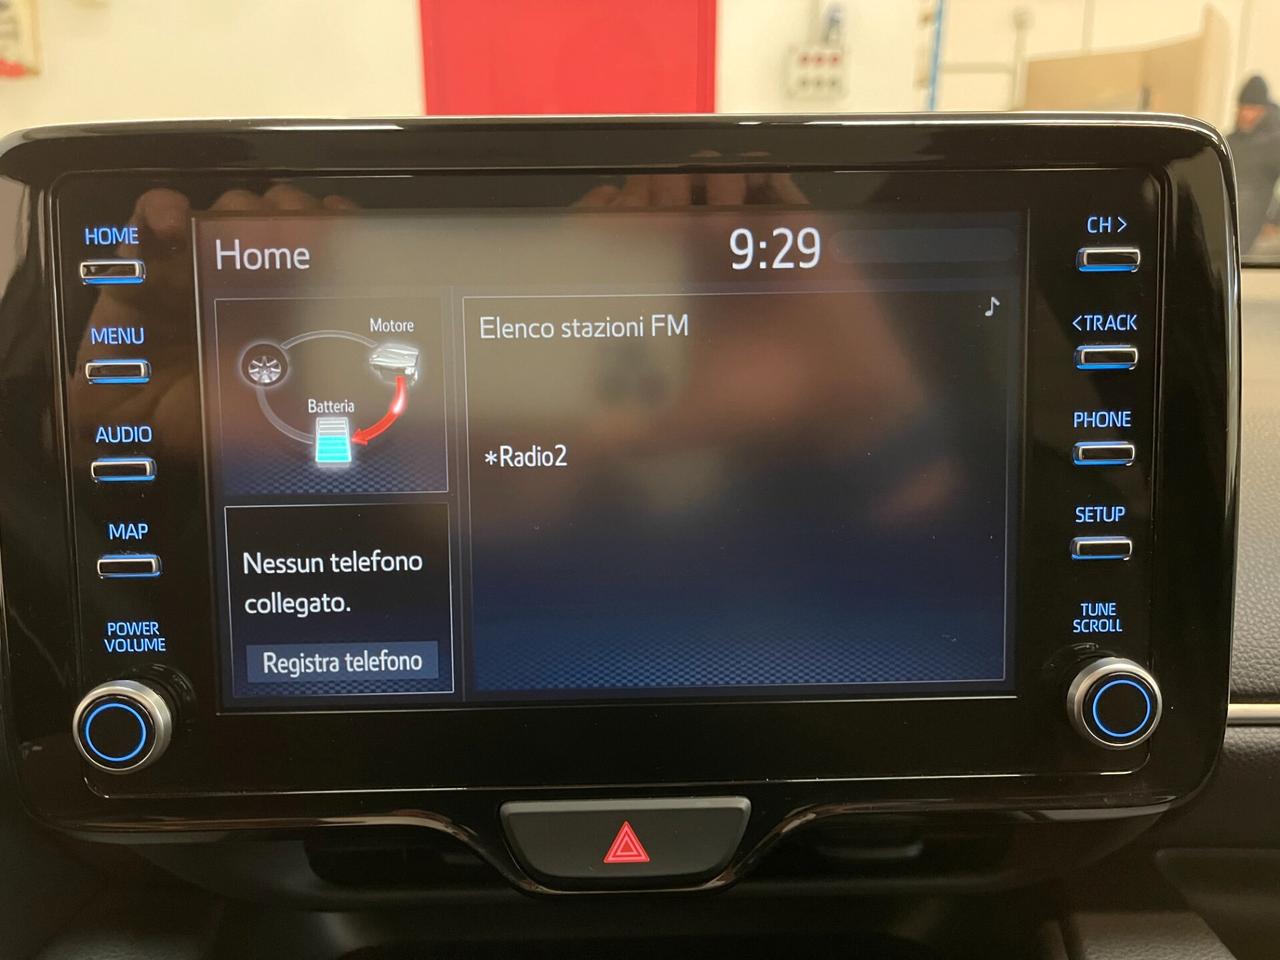 HOME
MENU
AUDIO
MAP
POWER
VOLUME
Home
9:29
Motore
Batteria
Nessun telefono
collegato.
Registra telefono
Elenco stazioni FM
*Radio2
CH >
<TRACK
PHONE
SETUP
TUNE
SCROLL